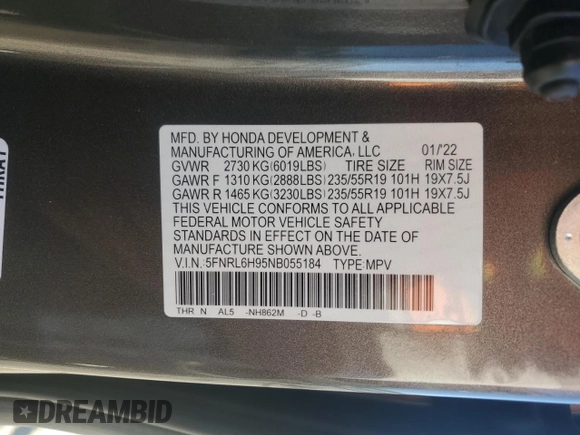 MFD. BY HONDA DEVELOPMENT &
MANUFACTURING OF AMERICA, LLC 01/'22
GVWR 2730 KG(6019LBS) TIRE SIZE RIM SIZE
GAWR F 1310 KG(2888LBS) 235/55R19 101H 19X7.5J
GAWR R 1465 KG(3230LBS) 235/55R19 101H 19X7.5J
THIS VEHICLE CONFORMS TO ALL APPLICABLE
FEDERAL MOTOR VEHICLE SAFETY
STANDARDS IN EFFECT ON THE DATE OF
MANUFACTURE SHOWN ABOVE.
V.I.N. 5FNRL6H95NB055184 TYPE:MPV
THR N AL5 -NH862M -D -B
DREAMBID